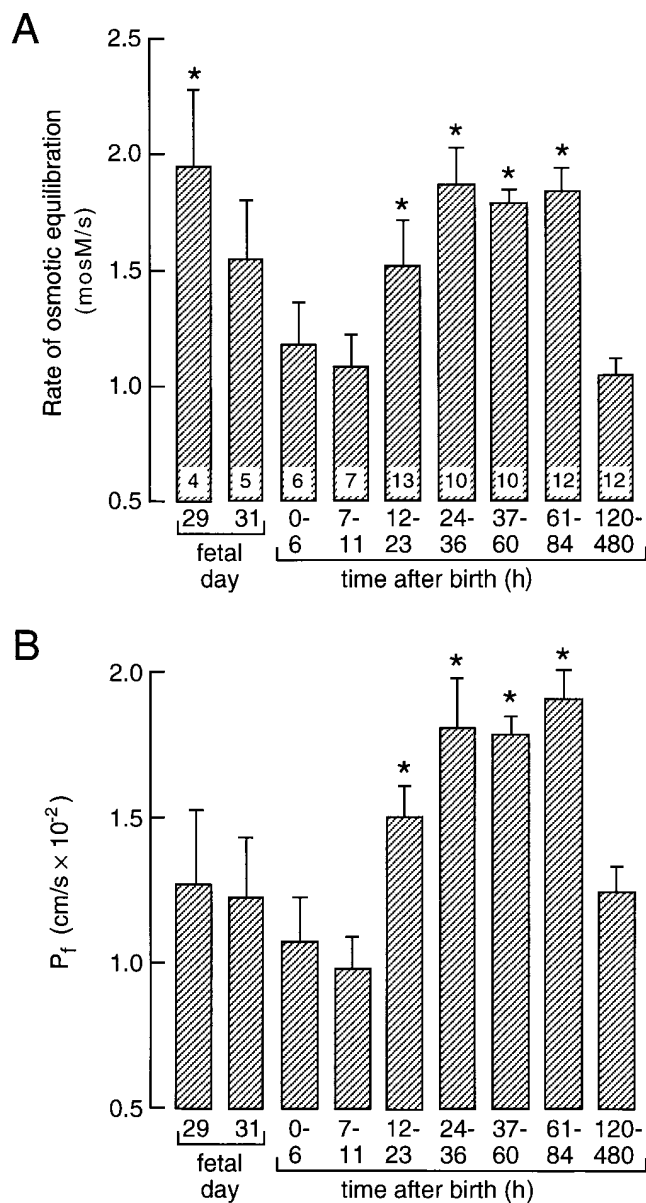 A
Rate of osmotic equilibration
(mosM/s)
2.5
2.0
1.5
1.0
0.5
* * * * *
4 5 6 7 13 10 10 12 12
29 31 0- 7- 12- 24- 37- 61- 120-
6 11 23 36 60 84 480
fetal
day
time after birth (h)
B
P_f (cm/s × 10⁻²)
2.0
1.5
1.0
0.5
* * * *
29 31 0- 7- 12- 24- 37- 61- 120-
6 11 23 36 60 84 480
fetal
day
time after birth (h)